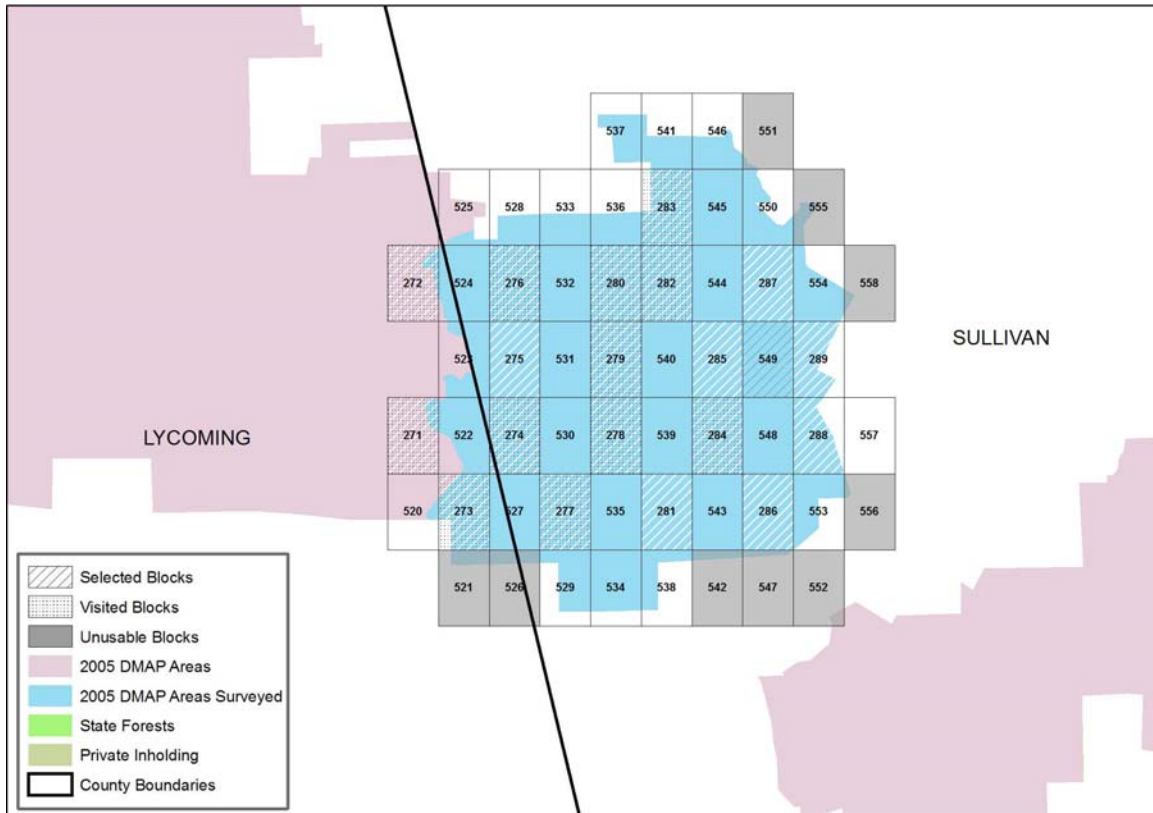 537 541 546 551
525 528 533 536 283 545 550 555
272 524 276 532 280 282 544 287 554 558
523 275 531 279 540 285 549 289
SULLIVAN
271 522 274 530 278 539 284 548 288 557
LYCOMING
520 273 527 277 535 281 543 286 553 556
521 526 529 534 538 542 547 552
Selected Blocks
Visited Blocks
Unusable Blocks
2005 DMAP Areas
2005 DMAP Areas Surveyed
State Forests
Private Inholding
County Boundaries